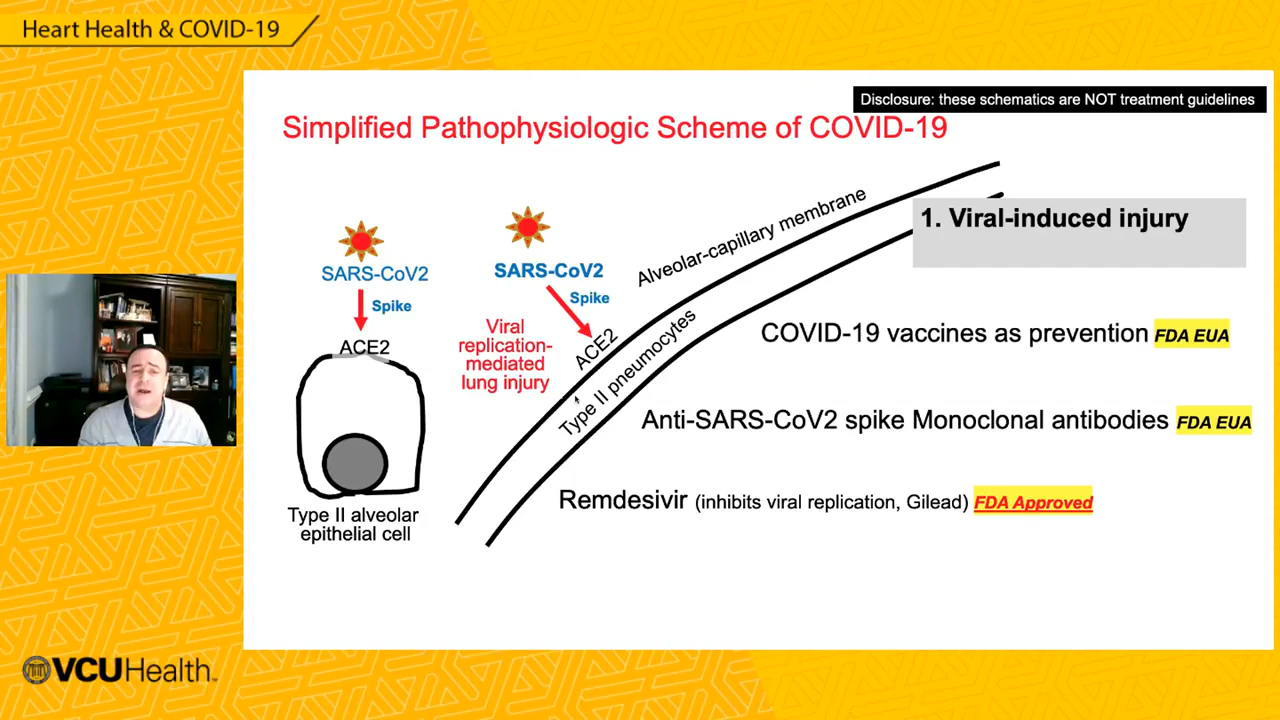 Heart Health & COVID-19
Disclosure: these schematics are NOT treatment guidelines
Simplified Pathophysiologic Scheme of COVID-19
1. Viral-induced injury
SARS-CoV2
Spike
ACE2
Type II alveolar
epithelial cell
SARS-CoV2
Spike
Viral
replication-
mediated
lung injury
ACE2
Alveolar-capillary membrane
Type II pneumocytes
COVID-19 vaccines as prevention FDA EUA
Anti-SARS-CoV2 spike Monoclonal antibodies FDA EUA
Remdesivir (inhibits viral replication, Gilead) FDA Approved
VCUHealth